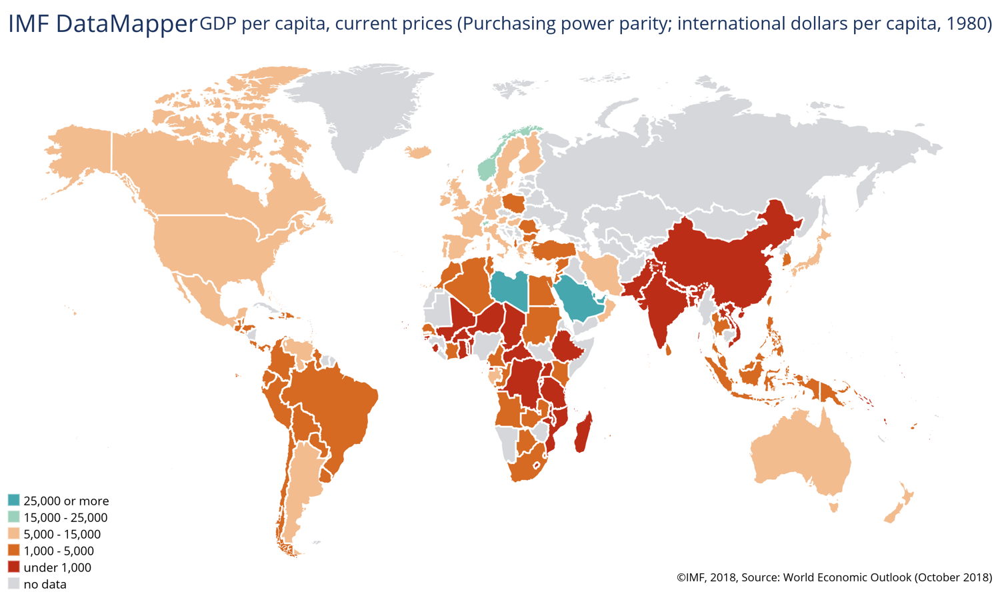 IMF DataMapper GDP per capita, current prices (Purchasing power parity; international dollars per capita, 1980)
25,000 or more
15,000 - 25,000
5,000 - 15,000
1,000 - 5,000
under 1,000
no data
©IMF, 2018, Source: World Economic Outlook (October 2018)